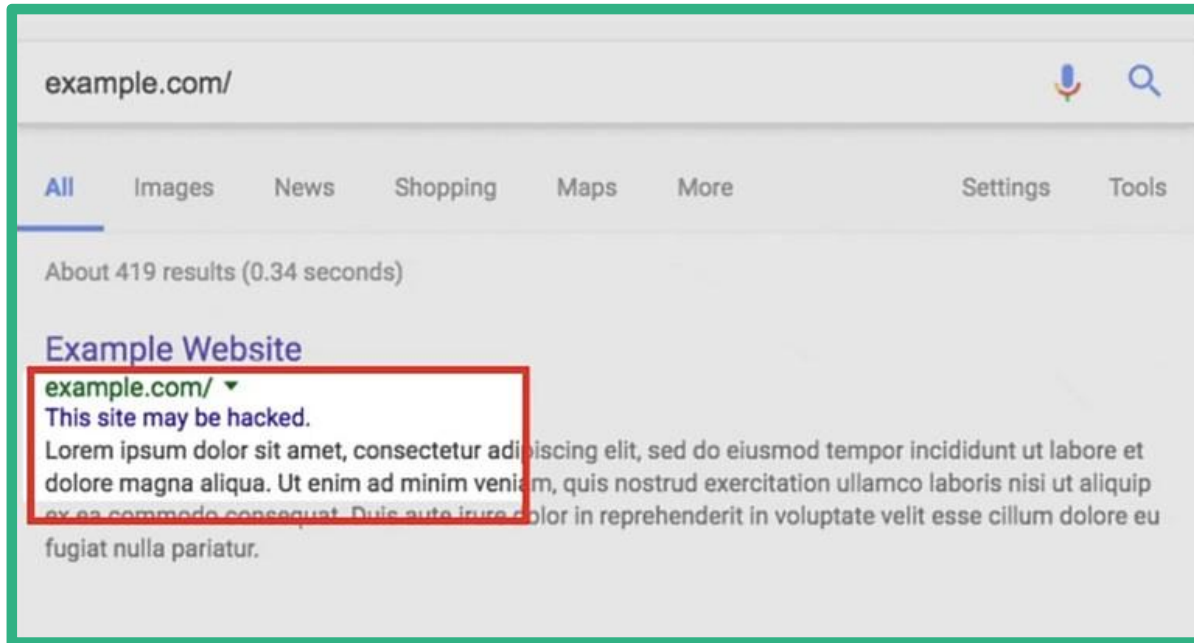 example.com/
All Images News Shopping Maps More Settings Tools
About 419 results (0.34 seconds)
Example Website
example.com/
This site may be hacked.
Lorem ipsum dolor sit amet, consectetur adipiscing elit, sed do eiusmod tempor incididunt ut labore et
dolore magna aliqua. Ut enim ad minim veniam, quis nostrud exercitation ullamco laboris nisi ut aliquip
ex ea commodo consequat. Duis aute irure dolor in reprehenderit in voluptate velit esse cillum dolore eu
fugiat nulla pariatur.